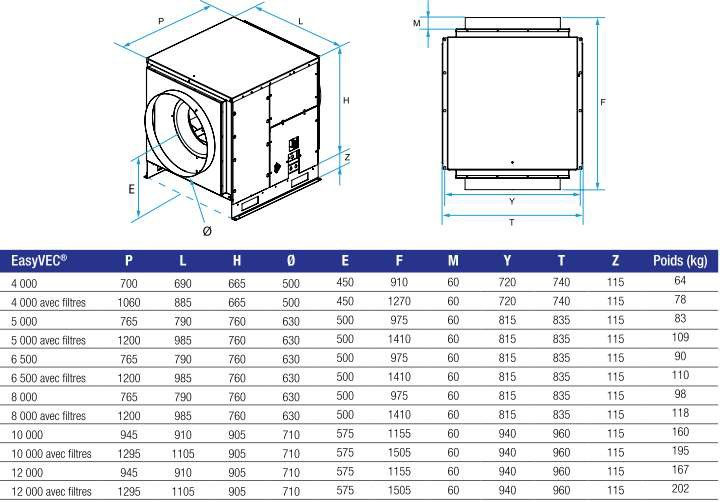 P
L
M
H
F
Z
E
Ø
Y
T
EasyVEC® P L H Ø E F M Y T Z Poids (kg)
4 000 700 690 665 500 450 910 60 720 740 115 64
4 000 avec filtres 1060 885 665 500 450 1270 60 720 740 115 78
5 000 765 790 760 630 500 975 60 815 835 115 83
5 000 avec filtres 1200 985 760 630 500 1410 60 815 835 115 109
6 500 765 790 760 630 500 975 60 815 835 115 90
6 500 avec filtres 1200 985 760 630 500 1410 60 815 835 115 110
8 000 765 790 760 630 500 975 60 815 835 115 98
8 000 avec filtres 1200 985 760 630 500 1410 60 815 835 115 118
10 000 945 910 905 710 575 1155 60 940 960 115 160
10 000 avec filtres 1295 1105 905 710 575 1505 60 940 960 115 195
12 000 945 910 905 710 575 1155 60 940 960 115 167
12 000 avec filtres 1295 1105 905 710 575 1505 60 940 960 115 202